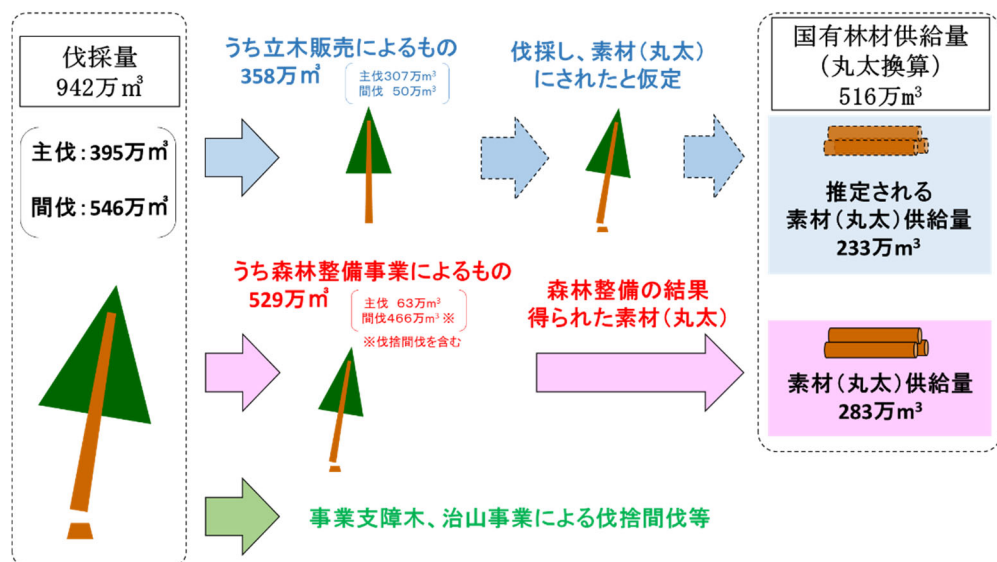 伐採量
942万㎥
主伐：395万㎥
間伐：546万㎥
うち立木販売によるもの
358万㎥
主伐307万m³
間伐 50万m³
伐採し、素材（丸太）
にされたと仮定
国有林材供給量
（丸太換算）
516万m³
推定される
素材（丸太）供給量
233万m³
うち森林整備事業によるもの
529万㎥
主伐 63万m³
間伐466万m³ ※
※伐捨間伐を含む
森林整備の結果
得られた素材（丸太）
素材（丸太）供給量
283万m³
事業支障木、治山事業による伐捨間伐等